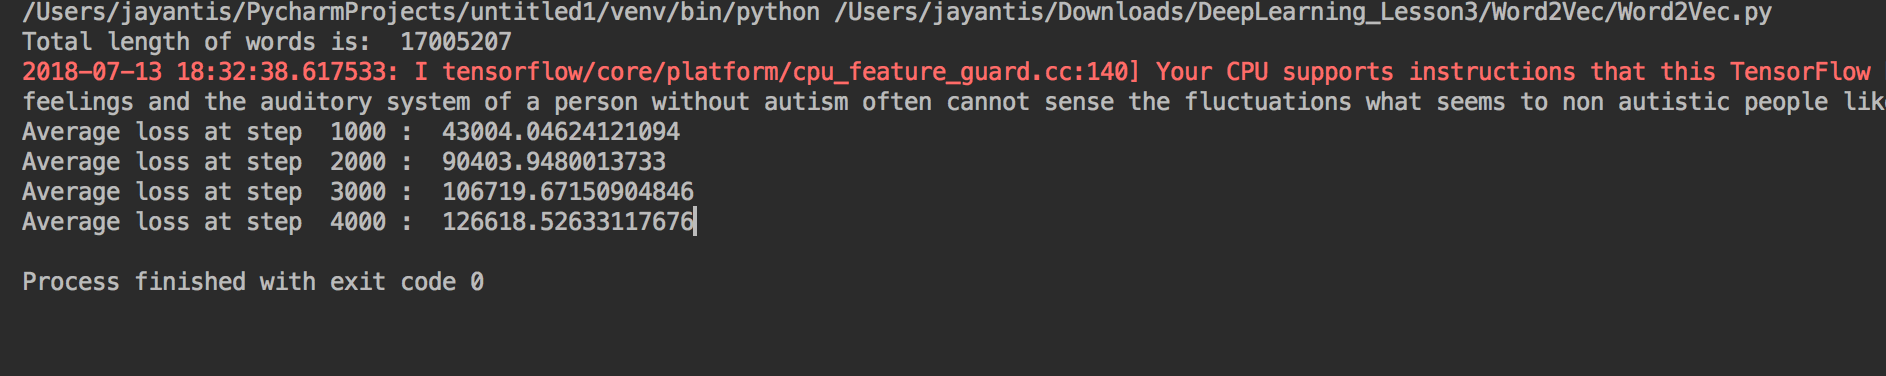 /Users/jayantis/PycharmProjects/untitled1/venv/bin/python /Users/jayantis/Downloads/DeepLearning_Lesson3/Word2Vec/Word2Vec.py
Total length of words is:  17005207
2018-07-13 18:32:38.617533: I tensorflow/core/platform/cpu_feature_guard.cc:140] Your CPU supports instructions that this TensorFlow
feelings and the auditory system of a person without autism often cannot sense the fluctuations what seems to non autistic people
Average loss at step  1000 :  43004.04624121094
Average loss at step  2000 :  90403.9480013733
Average loss at step  3000 :  106719.67150904846
Average loss at step  4000 :  126618.52633117676
Process finished with exit code 0